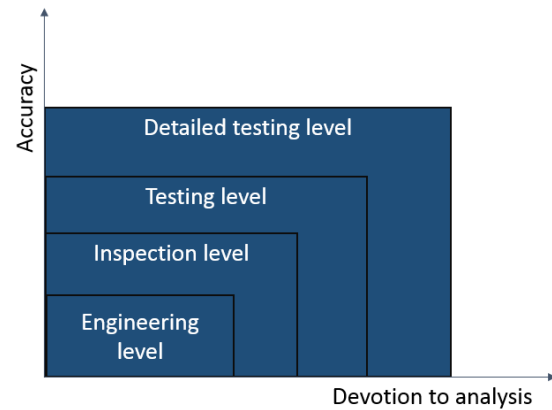 Accuracy
Detailed testing level
Testing level
Inspection level
Engineering
level
Devotion to analysis